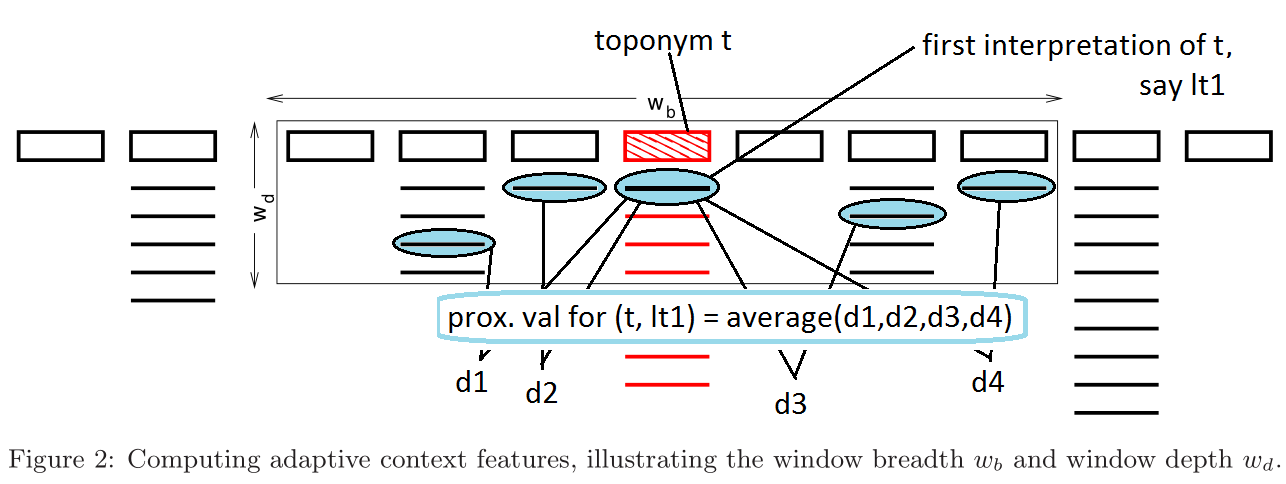 toponym t
first interpretation of t,
say lt1
w_b
w_d
prox. val for (t, lt1) = average(d1,d2,d3,d4)
d1
d2
d3
d4
Figure 2: Computing adaptive context features, illustrating the window breadth w_b and window depth w_d.